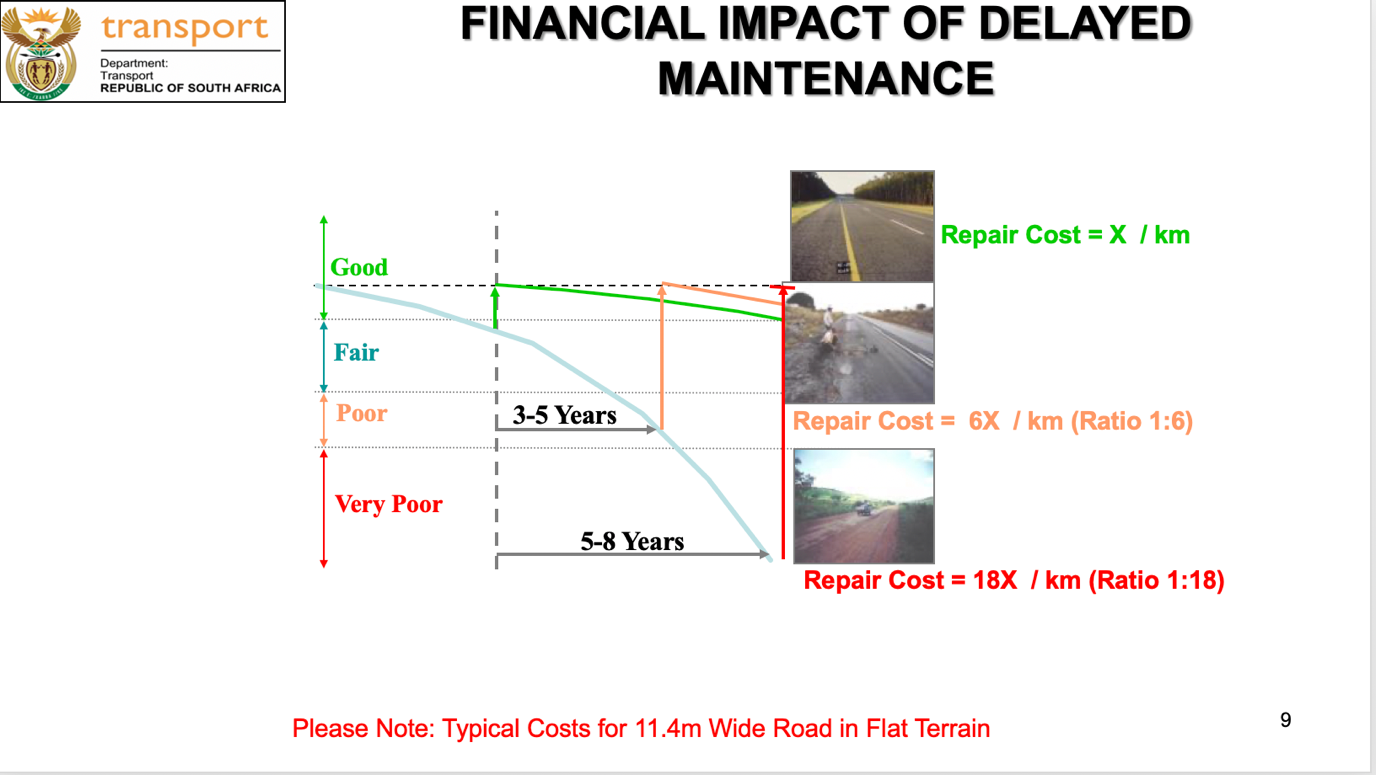 transport
Department:
Transport
REPUBLIC OF SOUTH AFRICA
FINANCIAL IMPACT OF DELAYED
MAINTENANCE
Good
Fair
Poor
Very Poor
3-5 Years
5-8 Years
Repair Cost = X / km
Repair Cost = 6X / km (Ratio 1:6)
Repair Cost = 18X / km (Ratio 1:18)
Please Note: Typical Costs for 11.4m Wide Road in Flat Terrain
9